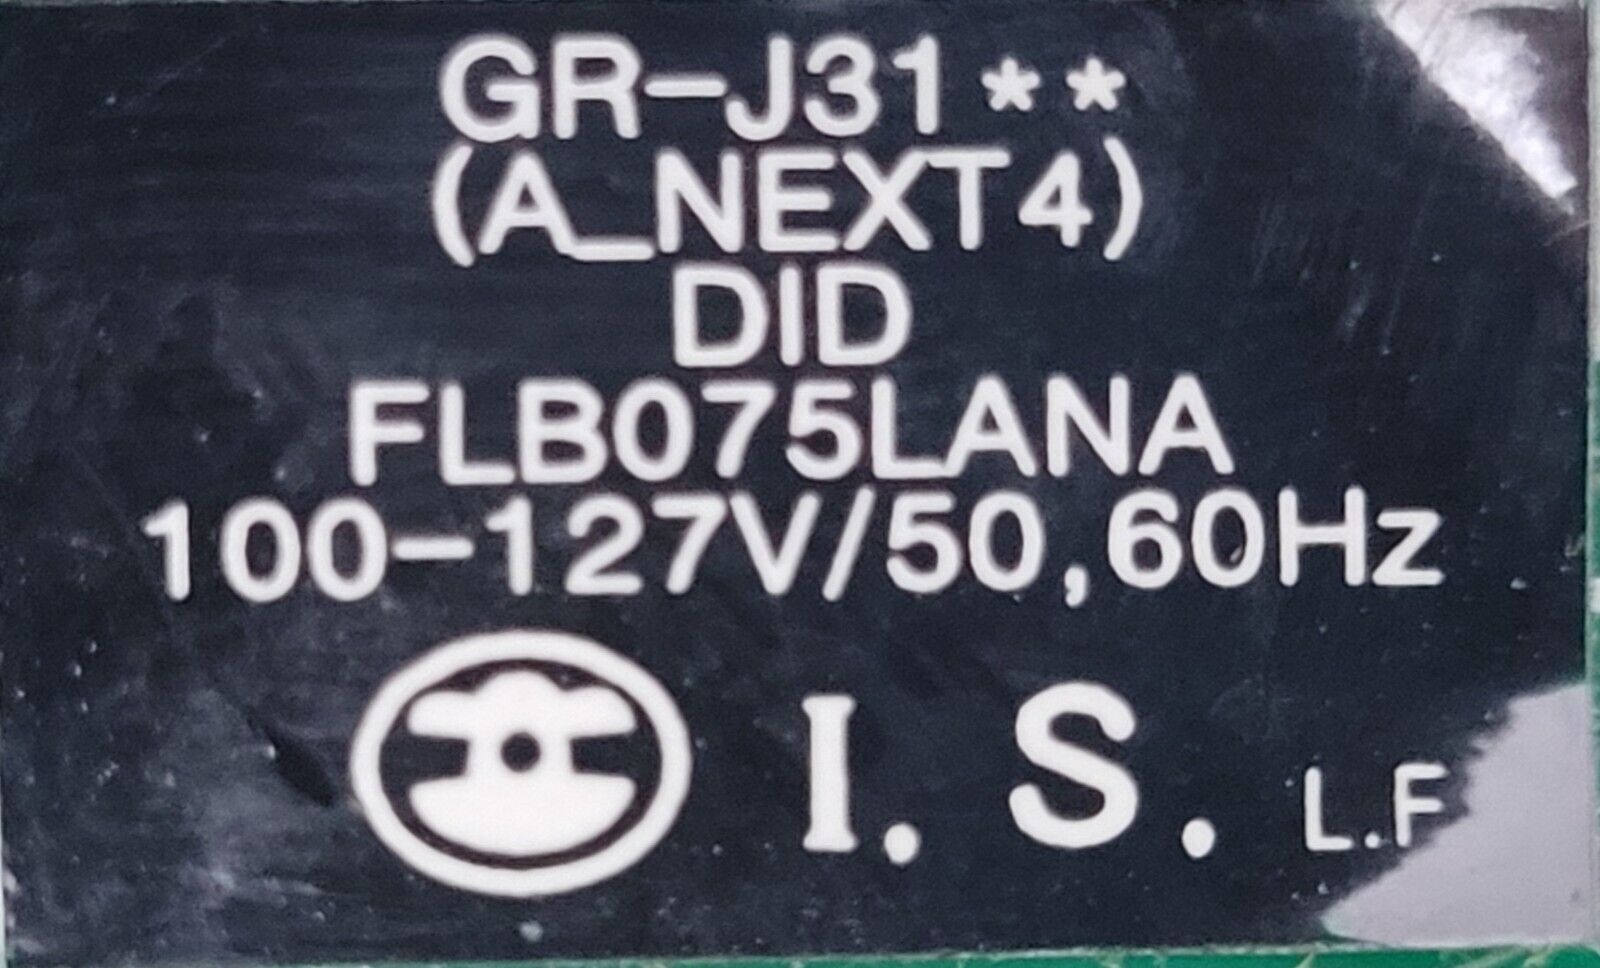 GR-J31**
(A_NEXT4)
DID
FLB075LANA
100-127V/50,60Hz
I. S. L.F